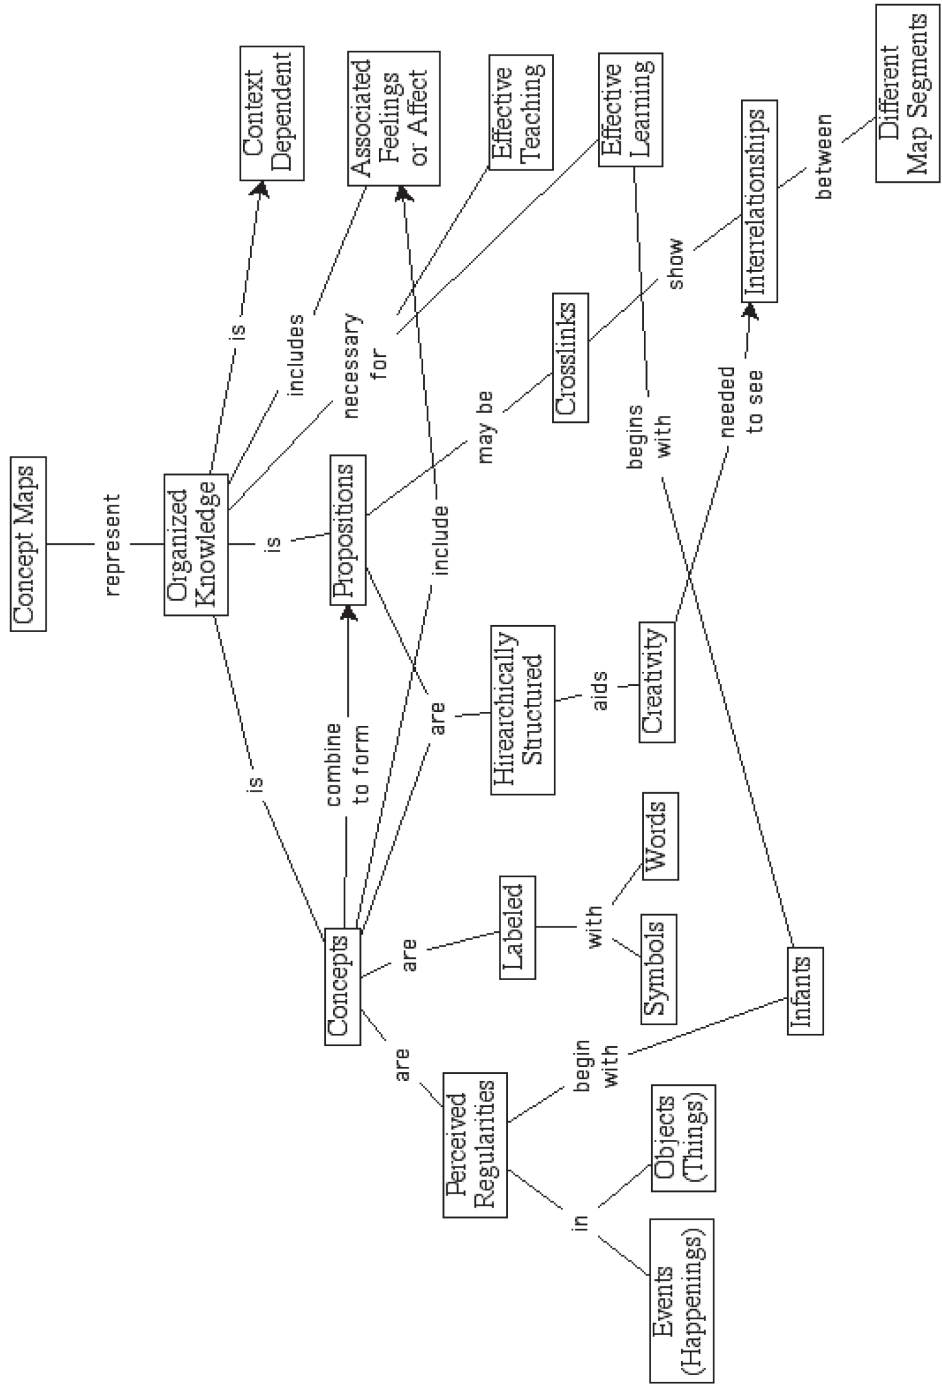 Concept Maps
represent
Organized
Knowledge
is
is
includes
necessary
for
is
Context
Dependent
Associated
Feelings
or Affect
Effective
Teaching
Effective
Learning
Concepts
combine
to form
Propositions
include
are
are
are
may be
Perceived
Regularities
Labeled
Hirearchically
Structured
Crosslinks
in
begin
with
with
aids
begins
with
show
Events
(Happenings)
Objects
(Things)
Symbols
Words
Creativity
needed
to see
Interrelationships
between
Infants
Different
Map Segments